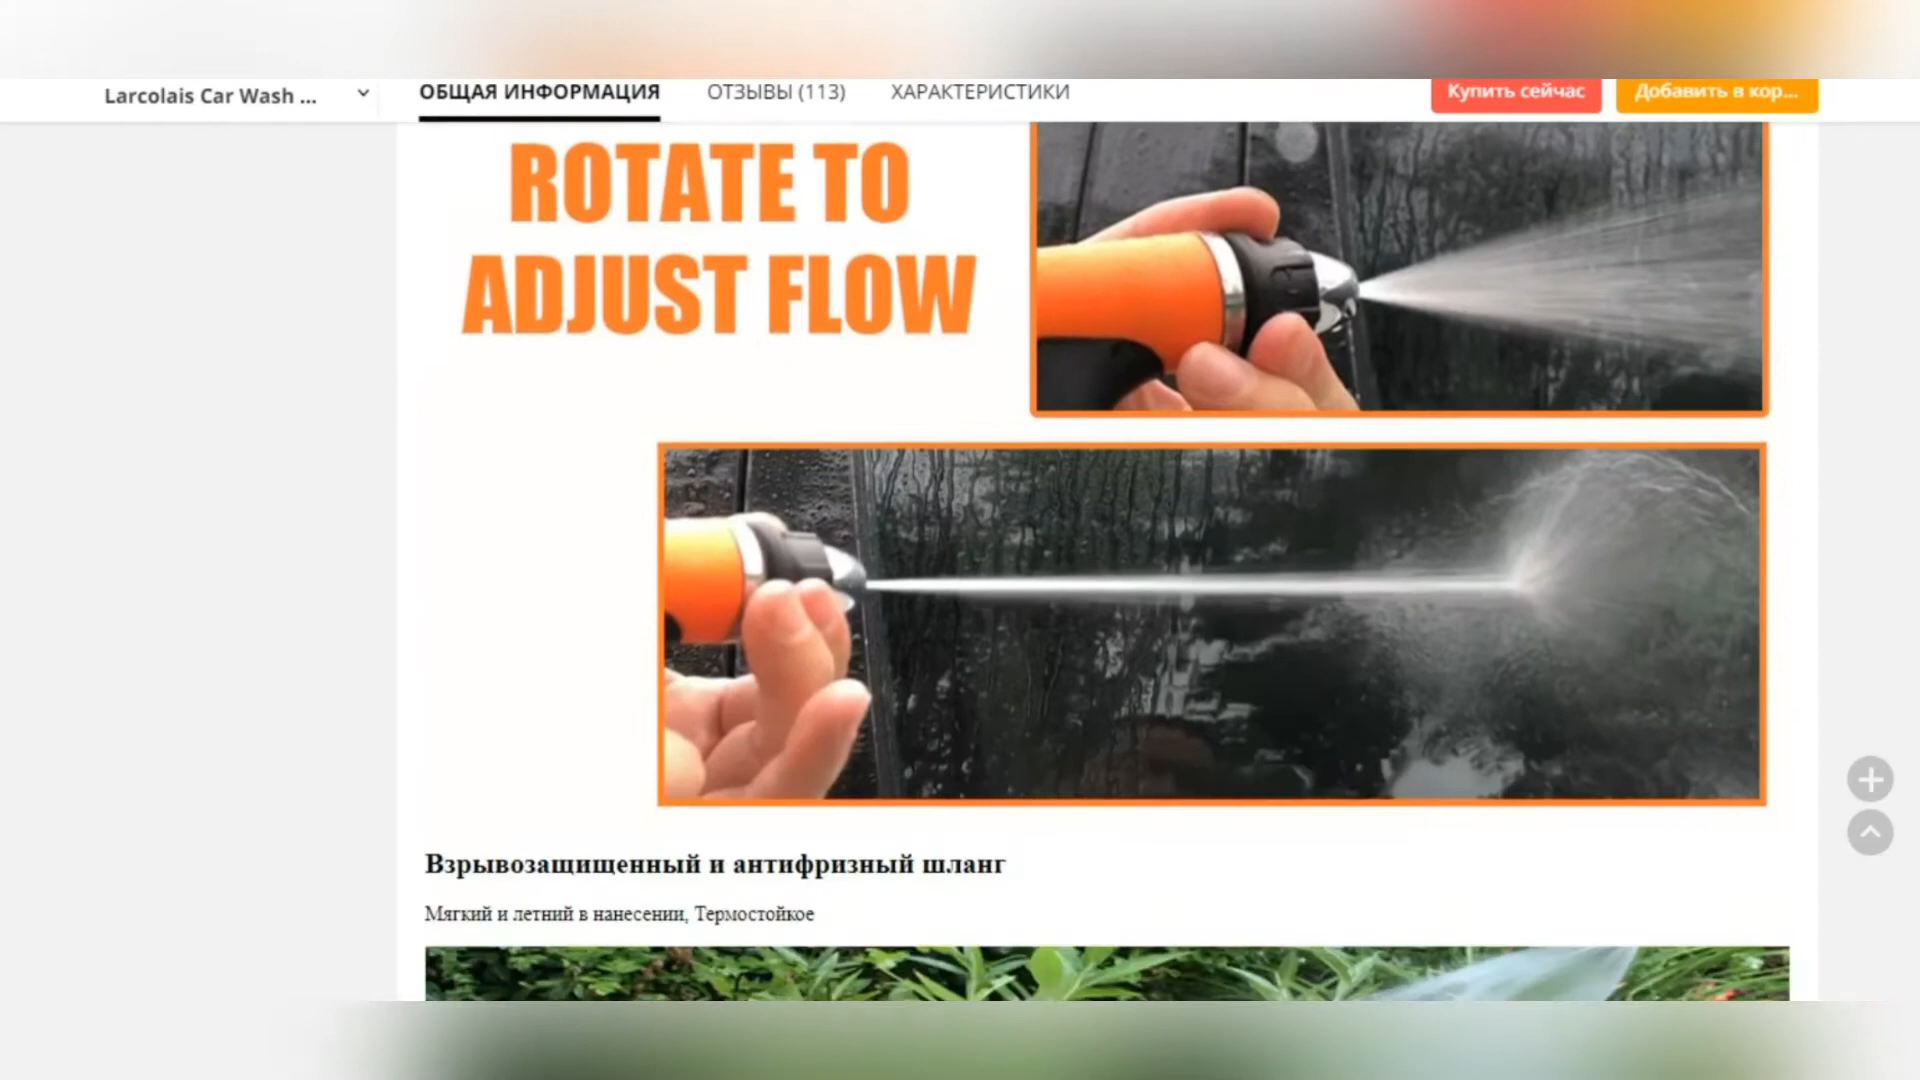 Larcolais Car Wash ...
ОБЩАЯ ИНФОРМАЦИЯ
ОТЗЫВЫ (113)
ХАРАКТЕРИСТИКИ
Купить сейчас
Добавить в кор...
ROTATE TO
ADJUST FLOW
Взрывозащищенный и антифризный шланг
Мягкий и летний в нанесении, Термостойкое